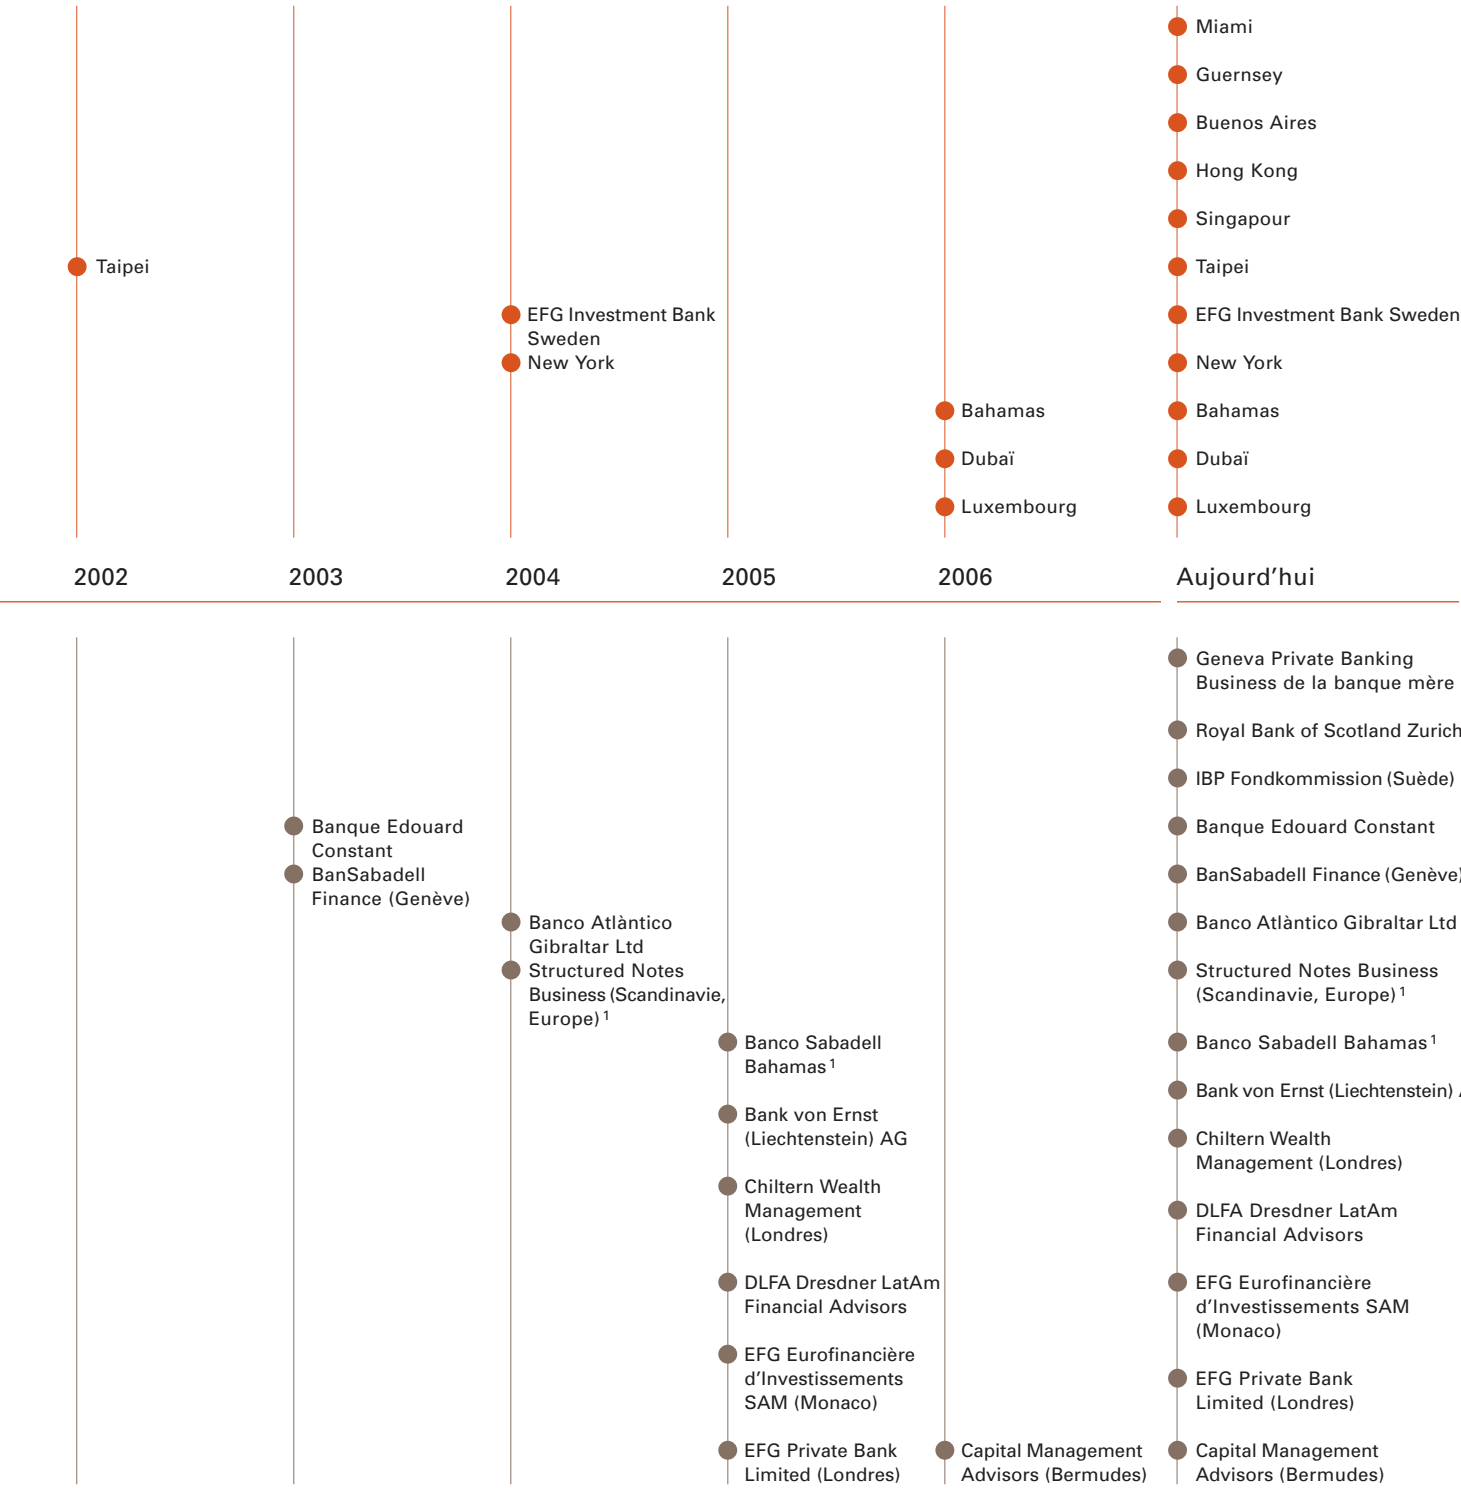 Miami
Guernsey
Buenos Aires
Hong Kong
Singapour
Taipei
Taipei
EFG Investment Bank
Sweden
EFG Investment Bank Sweden
New York
New York
Bahamas
Bahamas
Dubaï
Dubaï
Luxembourg
Luxembourg
2002
2003
2004
2005
2006
Aujourd’hui
Geneva Private Banking
Business de la banque mère
Royal Bank of Scotland Zurich
IBP Fondkommission (Suède)
Banque Edouard
Constant
Banque Edouard Constant
BanSabadell
Finance (Genève)
BanSabadell Finance (Genève)
Banco Atlàntico
Gibraltar Ltd
Banco Atlàntico Gibraltar Ltd
Structured Notes
Business (Scandinavie,
Europe) 1
Structured Notes Business
(Scandinavie, Europe) 1
Banco Sabadell
Bahamas 1
Banco Sabadell Bahamas 1
Bank von Ernst
(Liechtenstein) AG
Bank von Ernst (Liechtenstein)
Chiltern Wealth
Management
(Londres)
Chiltern Wealth
Management (Londres)
DLFA Dresdner LatAm
Financial Advisors
DLFA Dresdner LatAm
Financial Advisors
EFG Eurofinancière
d’Investissements
SAM (Monaco)
EFG Eurofinancière
d’Investissements SAM
(Monaco)
EFG Private Bank
Limited (Londres)
EFG Private Bank
Limited (Londres)
Capital Management
Advisors (Bermudes)
Capital Management
Advisors (Bermudes)